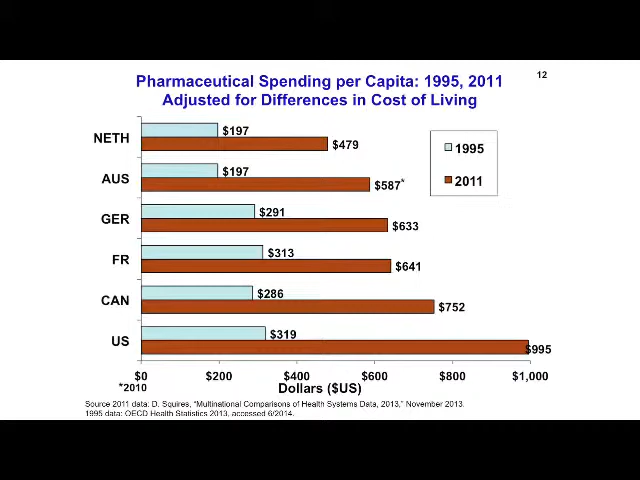 12
Pharmaceutical Spending per Capita: 1995, 2011
Adjusted for Differences in Cost of Living
1995
2011
NETH $197
$479
AUS $197
$587*
GER $291
$633
FR $313
$641
CAN $286
$752
US $319
$995
$0 $200 $400 $600 $800 $1,000
*2010
Dollars ($US)
Source 2011 data: D. Squires, “Multinational Comparisons of Health Systems Data, 2013,” November 2013.
1995 data: OECD Health Statistics 2013, accessed 6/2014.